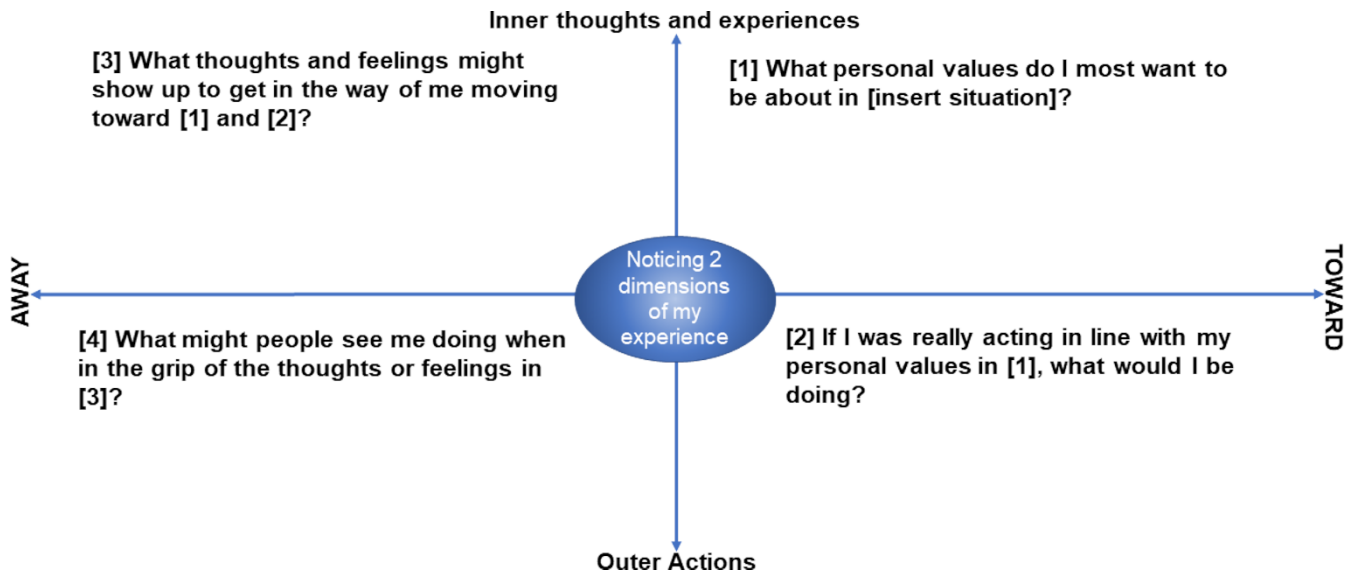 Inner thoughts and experiences
[3] What thoughts and feelings might
show up to get in the way of me moving
toward [1] and [2]?
[1] What personal values do I most want to
be about in [insert situation]?
AWAY
Noticing 2
dimensions
of my
experience
TOWARD
[4] What might people see me doing when
in the grip of the thoughts or feelings in
[3]?
[2] If I was really acting in line with my
personal values in [1], what would I be
doing?
Outer Actions